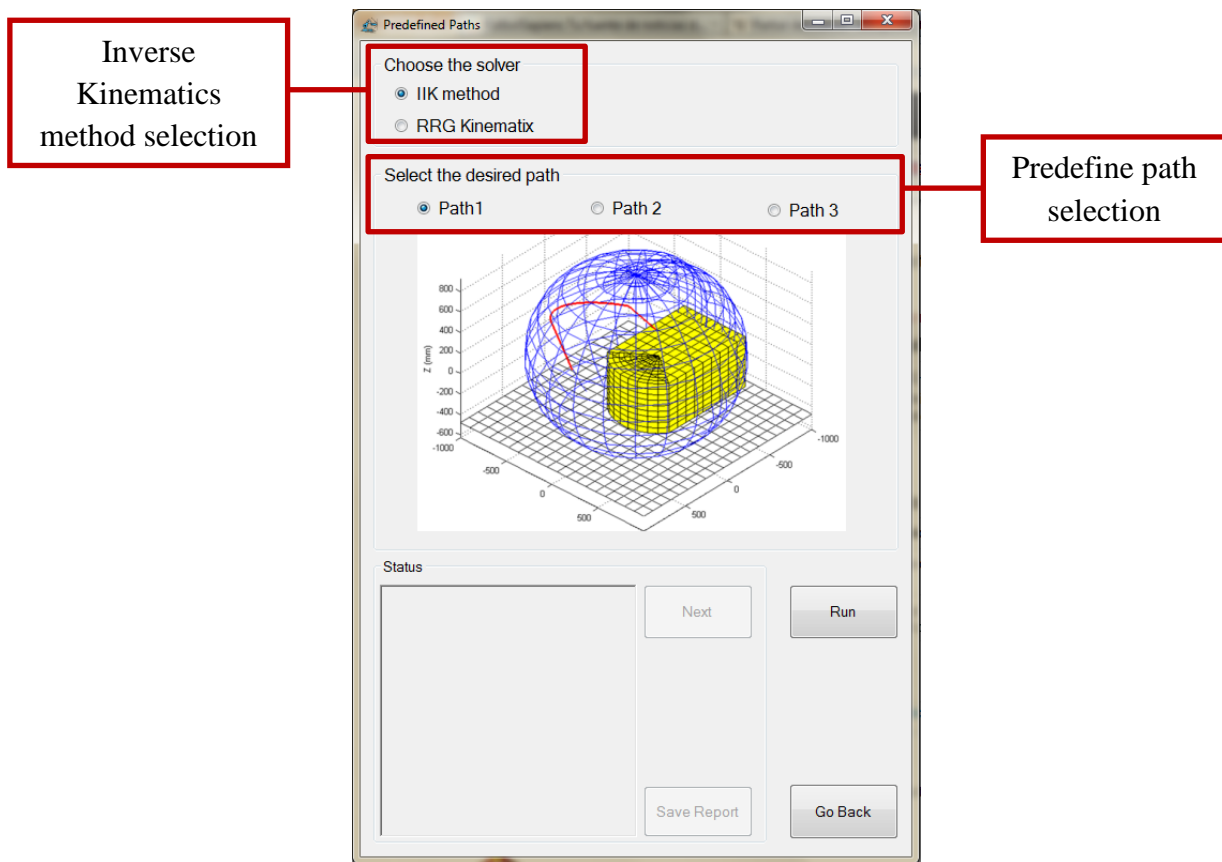 Predefined Paths
Inverse
Kinematics
method selection
Choose the solver
IIK method
RRG Kinematix
Predefine path
selection
Select the desired path
Path1 Path 2 Path 3
800
600
400
200
0
-200
-400
-600
Z (mm)
-1000
-500
0
500
500
0
-500
-1000
Status
Next
Run
Save Report
Go Back